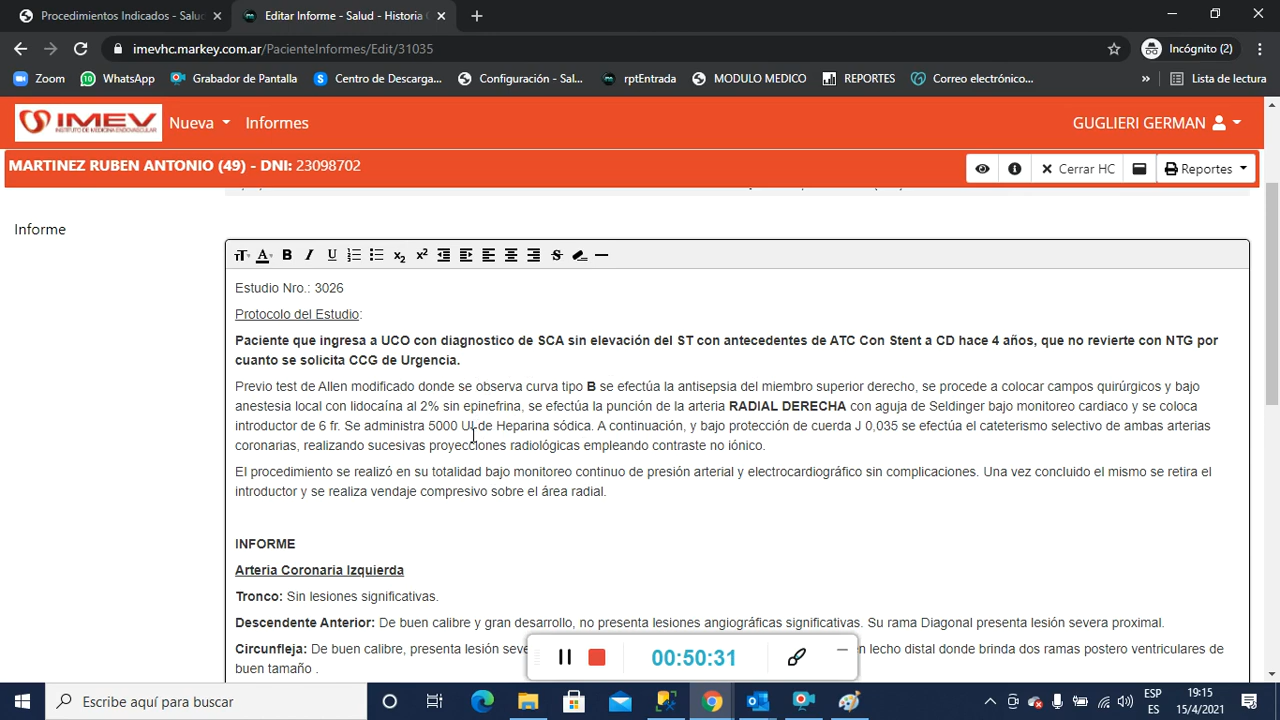 Procedimientos Indicados - Salud
Editar Informe - Salud - Historia C
imevhc.markey.com.ar/PacienteInformes/Edit/31035
Incógnito (2)
Zoom
WhatsApp
Grabador de Pantalla
Centro de Descarga...
Configuración - Sal...
rptEntrada
MODULO MEDICO
REPORTES
Correo electrónico...
»
Lista de lectura
IMEV
INSTITUTO DE MEDICINA ENDOVASCULAR
Nueva
Informes
GUGLIERI GERMAN
MARTINEZ RUBEN ANTONIO (49) - DNI: 23098702
Cerrar HC
Reportes
Informe
Estudio Nro.: 3026
Protocolo del Estudio:
Paciente que ingresa a UCO con diagnostico de SCA sin elevación del ST con antecedentes de ATC Con Stent a CD hace 4 años, que no revierte con NTG por
cuanto se solicita CCG de Urgencia.
Previo test de Allen modificado donde se observa curva tipo B se efectúa la antisepsia del miembro superior derecho, se procede a colocar campos quirúrgicos y bajo
anestesia local con lidocaína al 2% sin epinefrina, se efectúa la punción de la arteria RADIAL DERECHA con aguja de Seldinger bajo monitoreo cardiaco y se coloca
introductor de 6 fr. Se administra 5000 UI de Heparina sódica. A continuación, y bajo protección de cuerda J 0,035 se efectúa el cateterismo selectivo de ambas arterias
coronarias, realizando sucesivas proyecciones radiológicas empleando contraste no iónico.
El procedimiento se realizó en su totalidad bajo monitoreo continuo de presión arterial y electrocardiográfico sin complicaciones. Una vez concluido el mismo se retira el
introductor y se realiza vendaje compresivo sobre el área radial.
INFORME
Arteria Coronaria Izquierda
Tronco: Sin lesiones significativas.
Descendente Anterior: De buen calibre y gran desarrollo, no presenta lesiones angiográficas significativas. Su rama Diagonal presenta lesión severa proximal.
Circunfleja: De buen calibre, presenta lesión seve
lecho distal donde brinda dos ramas postero ventriculares de
buen tamaño .
00:50:31
Escribe aquí para buscar
ESP
ES
19:15
15/4/2021